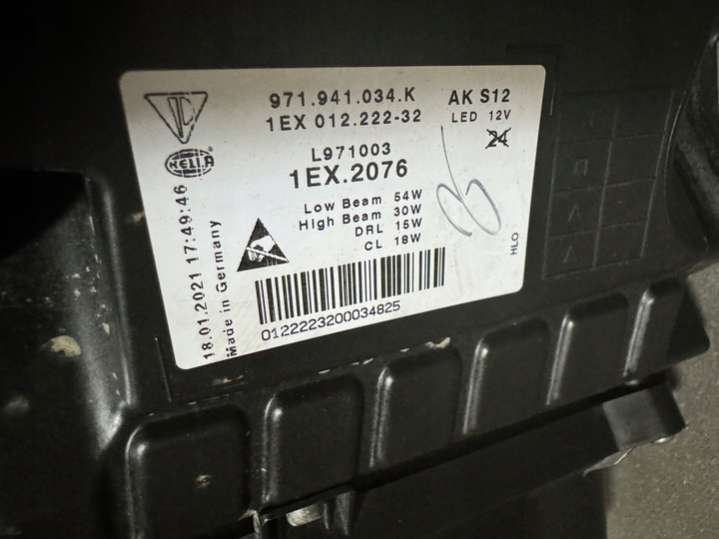 971.941.034.K
1EX 012.222-32
AK S12
LED 12V
24
HELLA
L971003
1EX.2076
Low Beam 54W
High Beam 30W
DRL 15W
CL 18W
HLO
01222223200034825
18.01.2021 17:49:46
Made in Germany